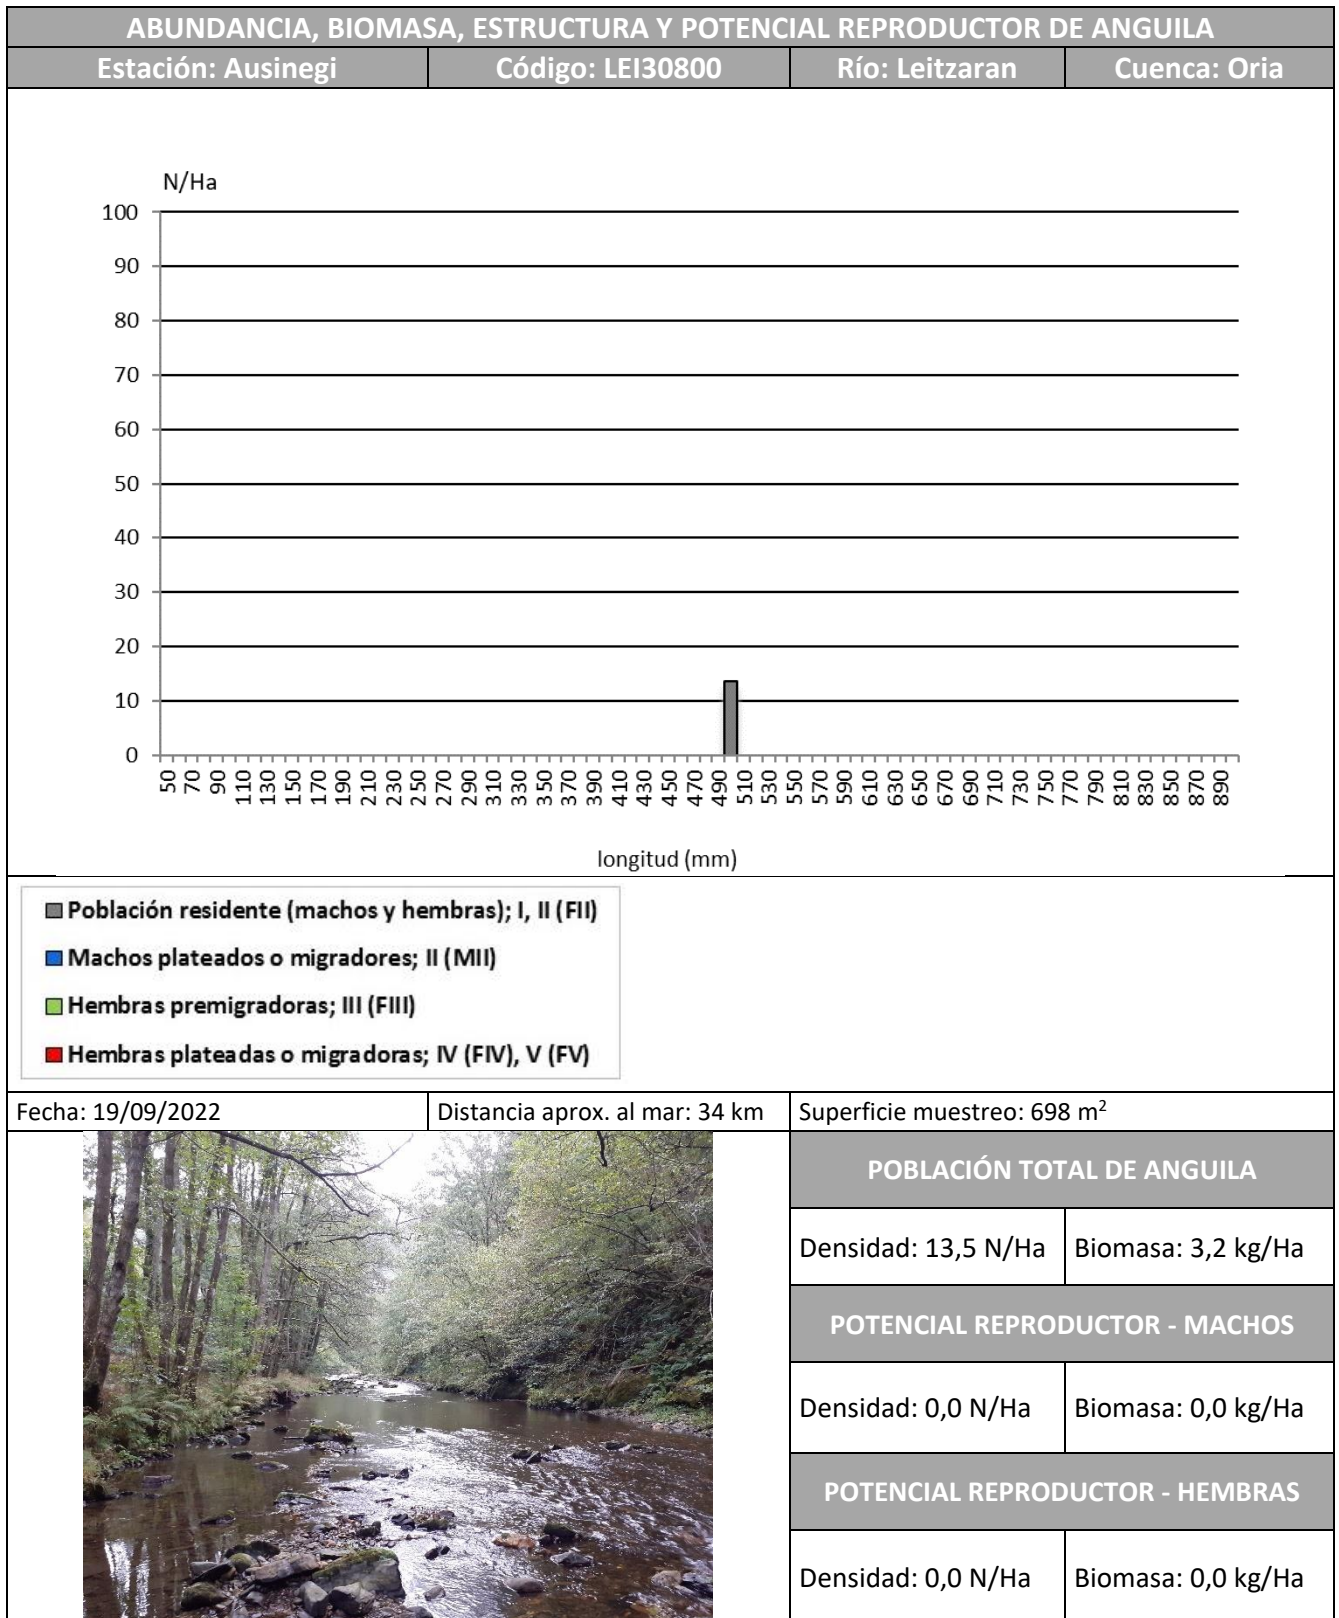 ABUNDANCIA, BIOMASA, ESTRUCTURA Y POTENCIAL REPRODUCTOR DE ANGUILA
Estación: Ausinegi Código: LEI30800 Río: Leitzaran Cuenca: Oria
N/Ha
100
90
80
70
60
50
40
30
20
10
0
50 70 90 110 130 150 170 190 210 230 250 270 290 310 330 350 370 390 410 430 450 470 490 510 530 550 570 590 610 630 650 670 690 710 730 750 770 790 810 830 850 870 890
longitud (mm)
Población residente (machos y hembras); I, II (FII)
Machos plateados o migradores; II (MII)
Hembras premigradoras; III (FIII)
Hembras plateadas o migradoras; IV (FIV), V (FV)
Fecha: 19/09/2022 Distancia aprox. al mar: 34 km Superficie muestreo: 698 m²
POBLACIÓN TOTAL DE ANGUILA
Densidad: 13,5 N/Ha Biomasa: 3,2 kg/Ha
POTENCIAL REPRODUCTOR - MACHOS
Densidad: 0,0 N/Ha Biomasa: 0,0 kg/Ha
POTENCIAL REPRODUCTOR - HEMBRAS
Densidad: 0,0 N/Ha Biomasa: 0,0 kg/Ha